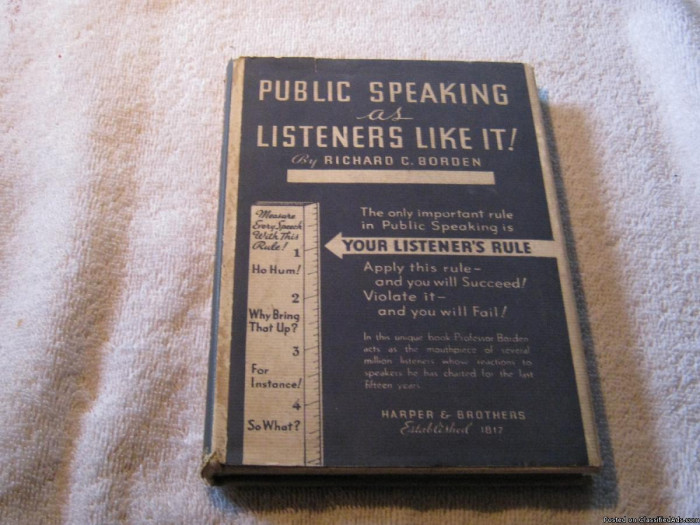 PUBLIC SPEAKING
as
LISTENERS LIKE IT!
By RICHARD C. BORDEN
Measure
Every Speech
With This
Rule!
1
Ho Hum!
2
Why Bring
That Up?
3
For
Instance!
4
So What?
The only important rule
in Public Speaking is
YOUR LISTENER'S RULE
Apply this rule–
and you will Succeed!
Violate it–
and you will Fail!
In this unique book Professor Borden
acts as the mouthpiece of several
million listeners whose reactions to
speakers he has charted for the last
fifteen years.
HARPER & BROTHERS
Established 1817
Posted on ClassifiedAds.com